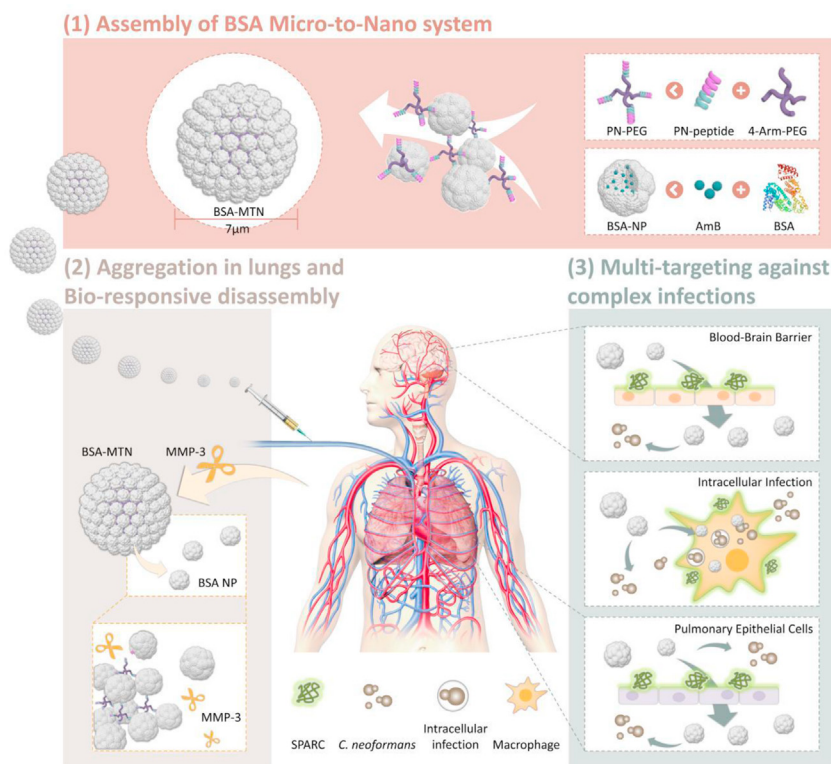 (1) Assembly of BSA Micro-to-Nano system
PN-PEG
PN-peptide
4-Arm-PEG
BSA-MTN
7μm
BSA-NP
AmB
BSA
(2) Aggregation in lungs and
Bio-responsive disassembly
(3) Multi-targeting against
complex infections
Blood-Brain Barrier
BSA-MTN
MMP-3
Intracellular Infection
BSA NP
Pulmonary Epithelial Cells
MMP-3
SPARC
C. neoformans
Intracellular
infection
Macrophage